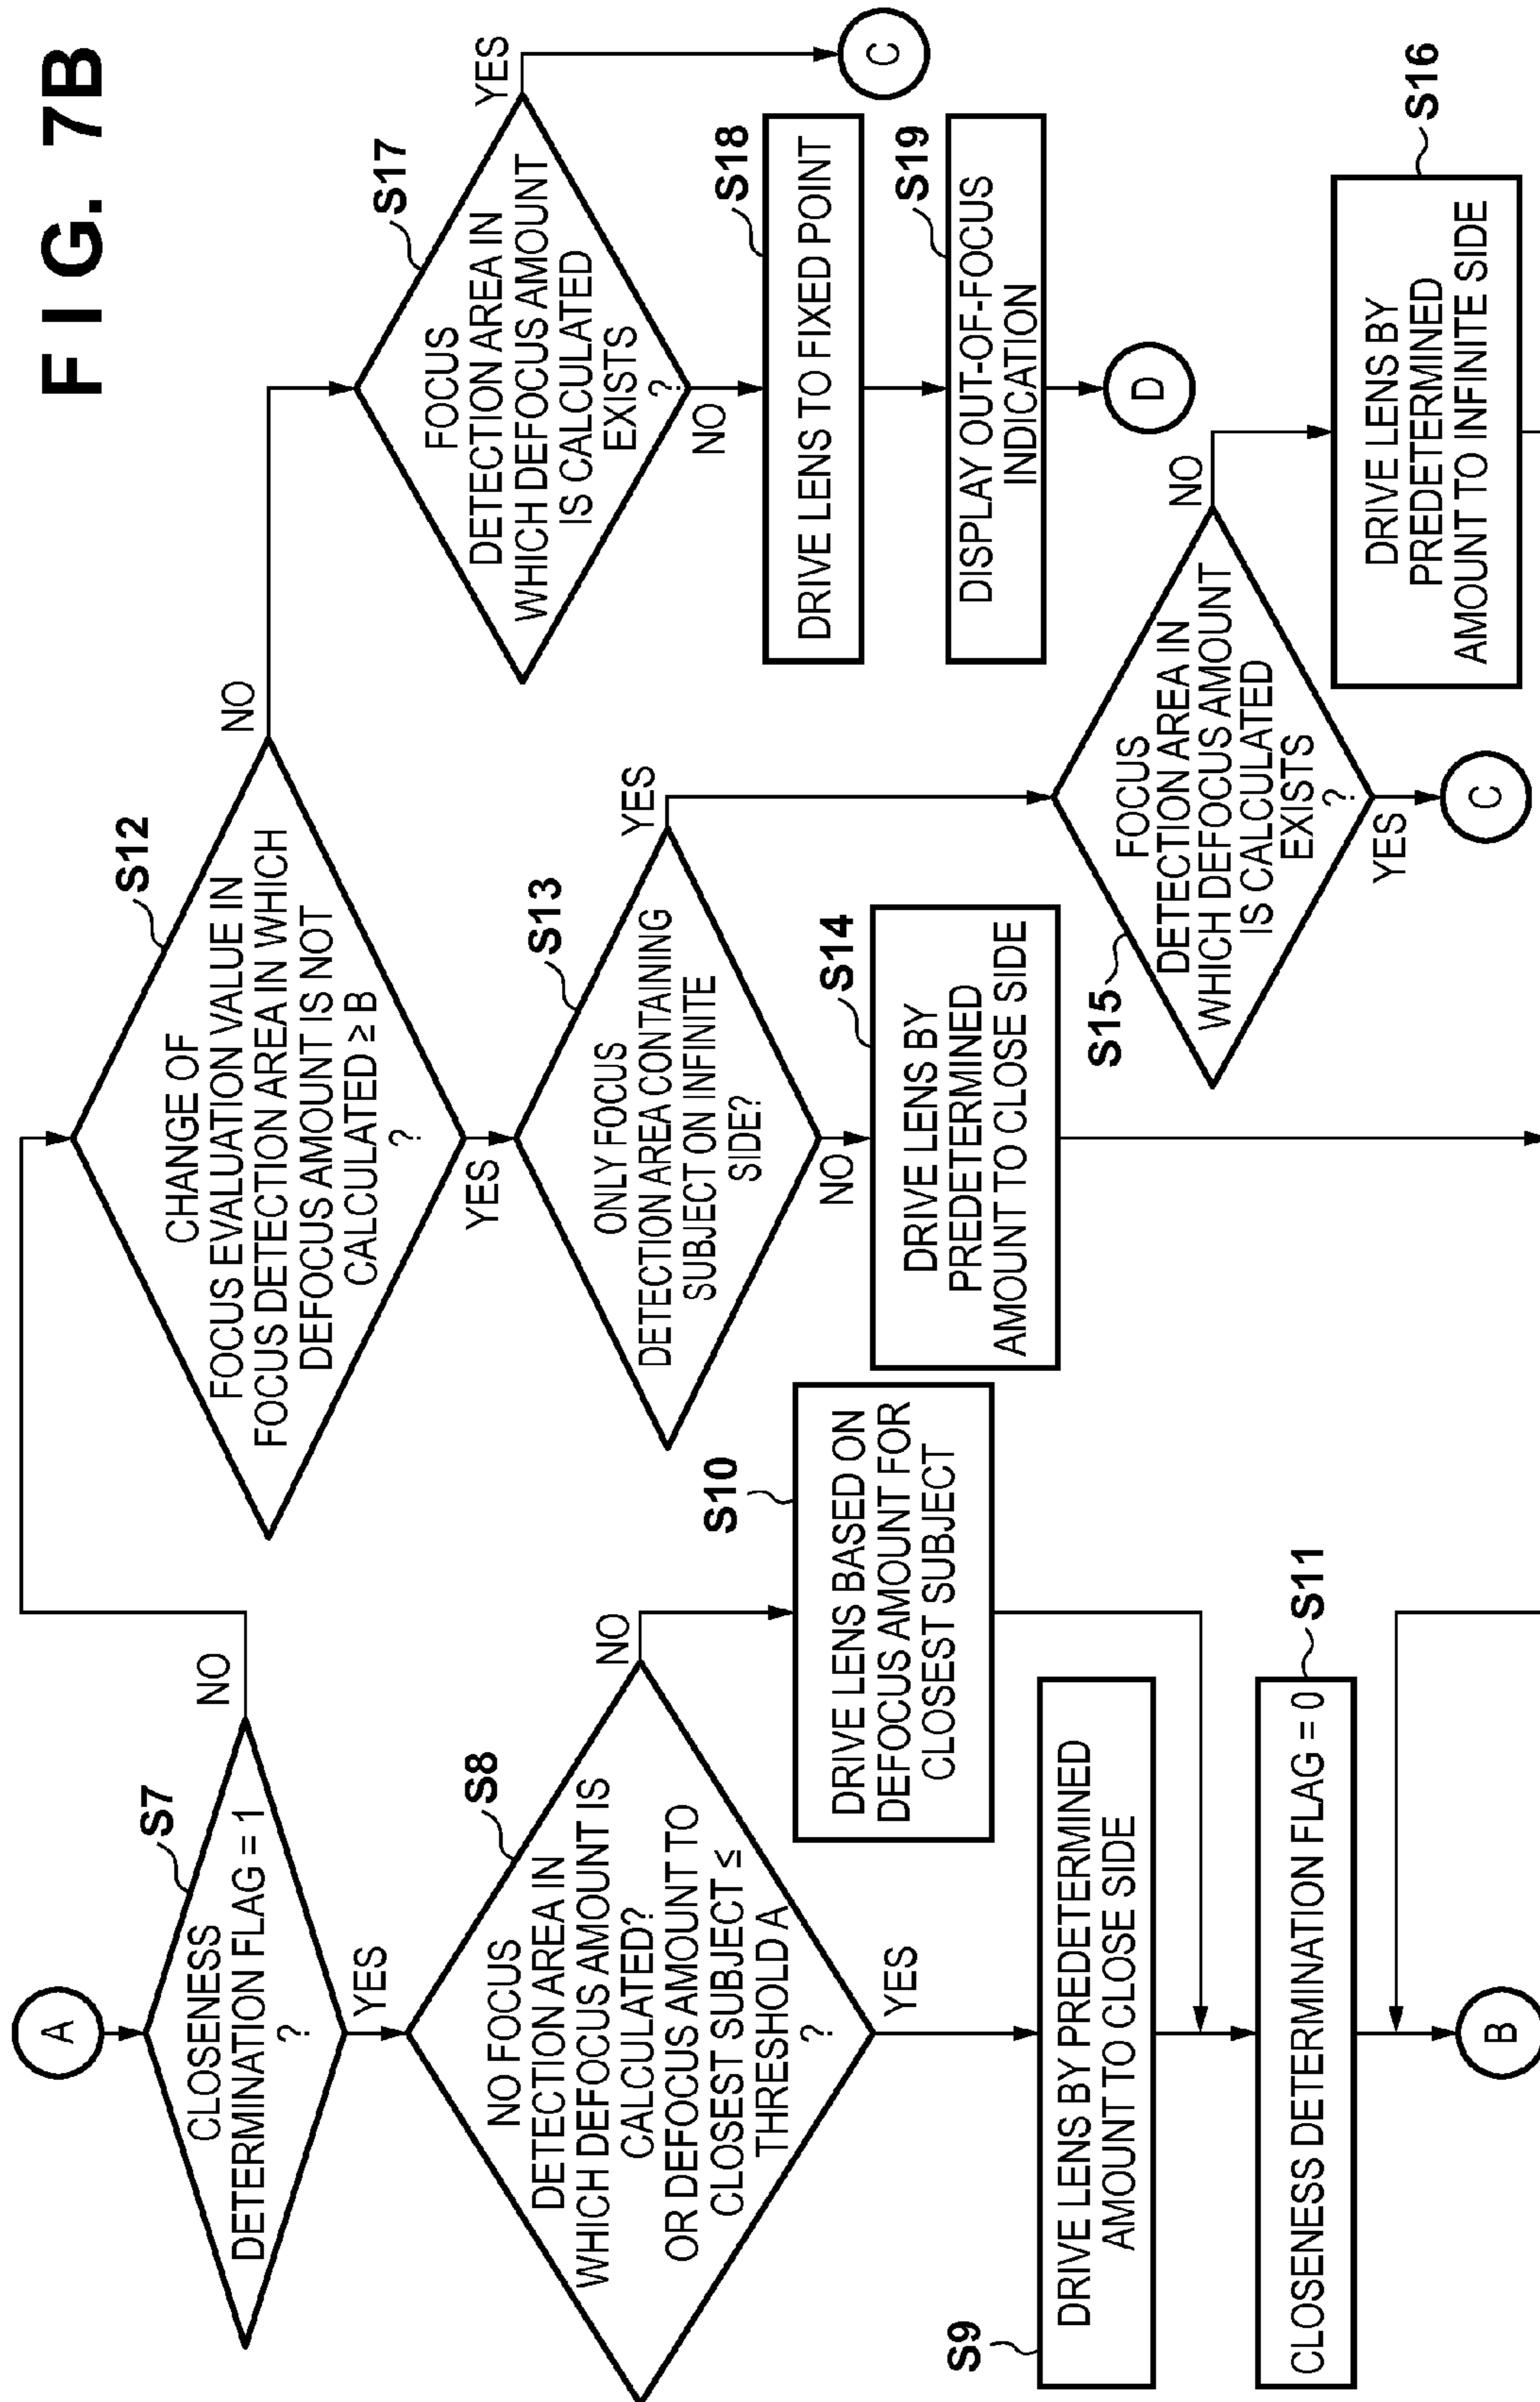 FIG. 7B
A
S7
CLOSENESS
DETERMINATION FLAG = 1
?
NO
YES
S8
NO FOCUS
DETECTION AREA IN
WHICH DEFOCUS AMOUNT IS
CALCULATED?
OR DEFOCUS AMOUNT TO
CLOSEST SUBJECT ≤
THRESHOLD A
?
NO
YES
S9
DRIVE LENS BY PREDETERMINED
AMOUNT TO CLOSE SIDE
S10
DRIVE LENS BASED ON
DEFOCUS AMOUNT FOR
CLOSEST SUBJECT
S11
CLOSENESS DETERMINATION FLAG = 0
B
S12
CHANGE OF
FOCUS EVALUATION VALUE IN
FOCUS DETECTION AREA IN WHICH
DEFOCUS AMOUNT IS NOT
CALCULATED ≥ B
?
NO
YES
S13
ONLY FOCUS
DETECTION AREA CONTAINING
SUBJECT ON INFINITE
SIDE?
YES
NO
S14
DRIVE LENS BY
PREDETERMINED
AMOUNT TO CLOSE SIDE
S15
FOCUS
DETECTION AREA IN
WHICH DEFOCUS AMOUNT
IS CALCULATED
EXISTS
?
NO
YES
C
S16
DRIVE LENS BY
PREDETERMINED
AMOUNT TO INFINITE SIDE
S17
FOCUS
DETECTION AREA IN
WHICH DEFOCUS AMOUNT
IS CALCULATED
EXISTS
?
YES
C
NO
S18
DRIVE LENS TO FIXED POINT
S19
DISPLAY OUT-OF-FOCUS
INDICATION
D